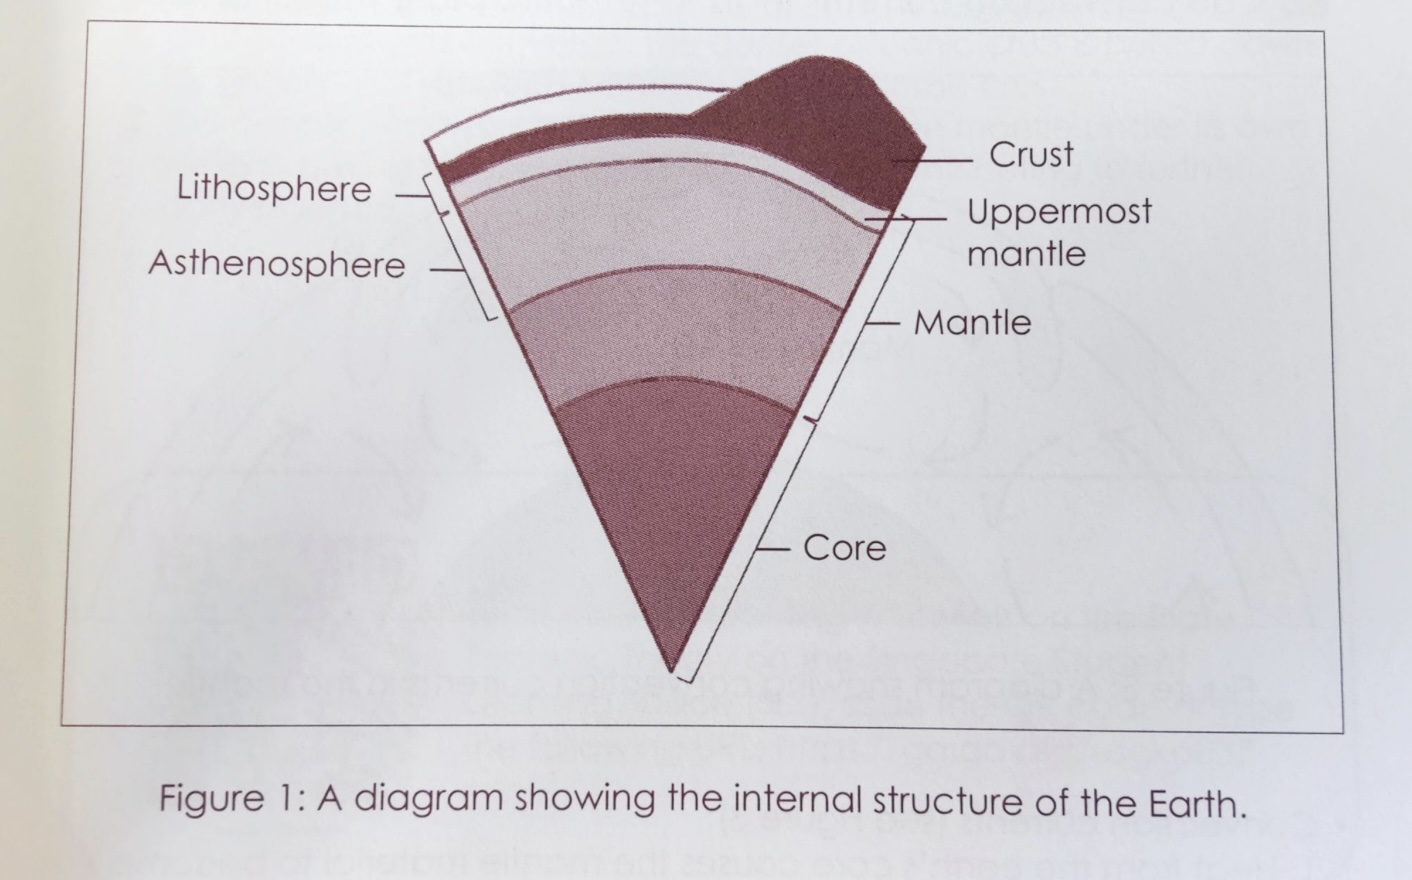 Crust
Lithosphere
Uppermost
mantle
Asthenosphere
Mantle
Core
Figure 1: A diagram showing the internal structure of the Earth.